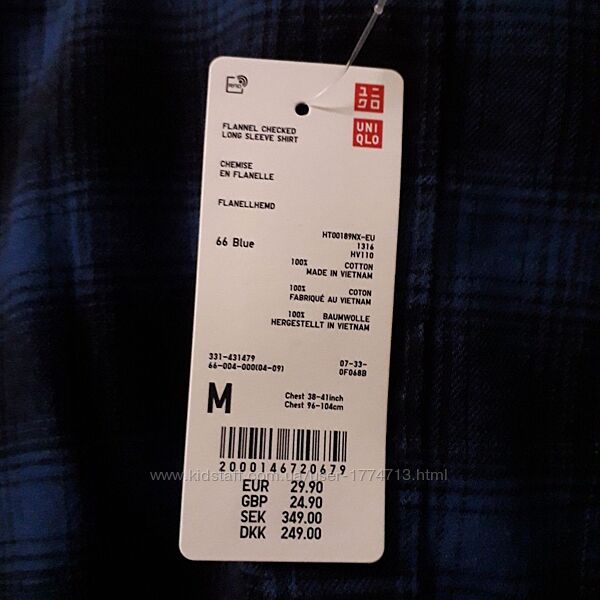 RFID
ユニ
クロ
UNI
QLO
FLANNEL CHECKED
LONG SLEEVE SHIRT
CHEMISE
EN FLANELLE
FLANELLHEMD
66 Blue
HT00189NX-EU
1316
HV110
100% COTTON
MADE IN VIETNAM
100% COTON
FABRIQUÉ AU VIETNAM
100% BAUMWOLLE
HERGESTELLT IN VIETNAM
331-431479
66-004-000(04-09)
07-33-
0F068B
M
Chest 38-41inch
Chest 96-104cm
2000146720679
www.kidstaff.com.ua/user-1774713.html
EUR 29.90
GBP 24.90
SEK 349.00
DKK 249.00